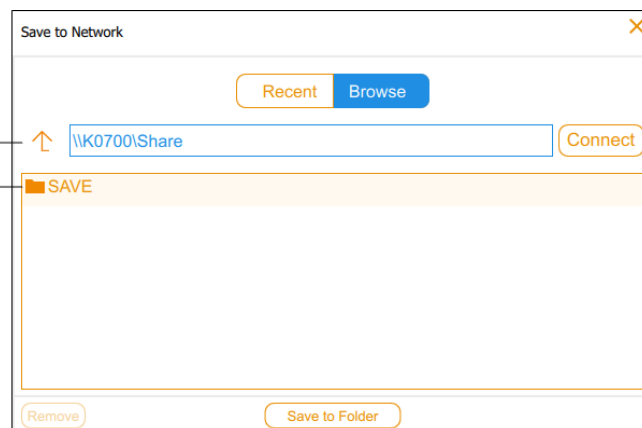 Save to Network
Recent Browse
\\K0700\Share Connect
SAVE
Remove Save to Folder